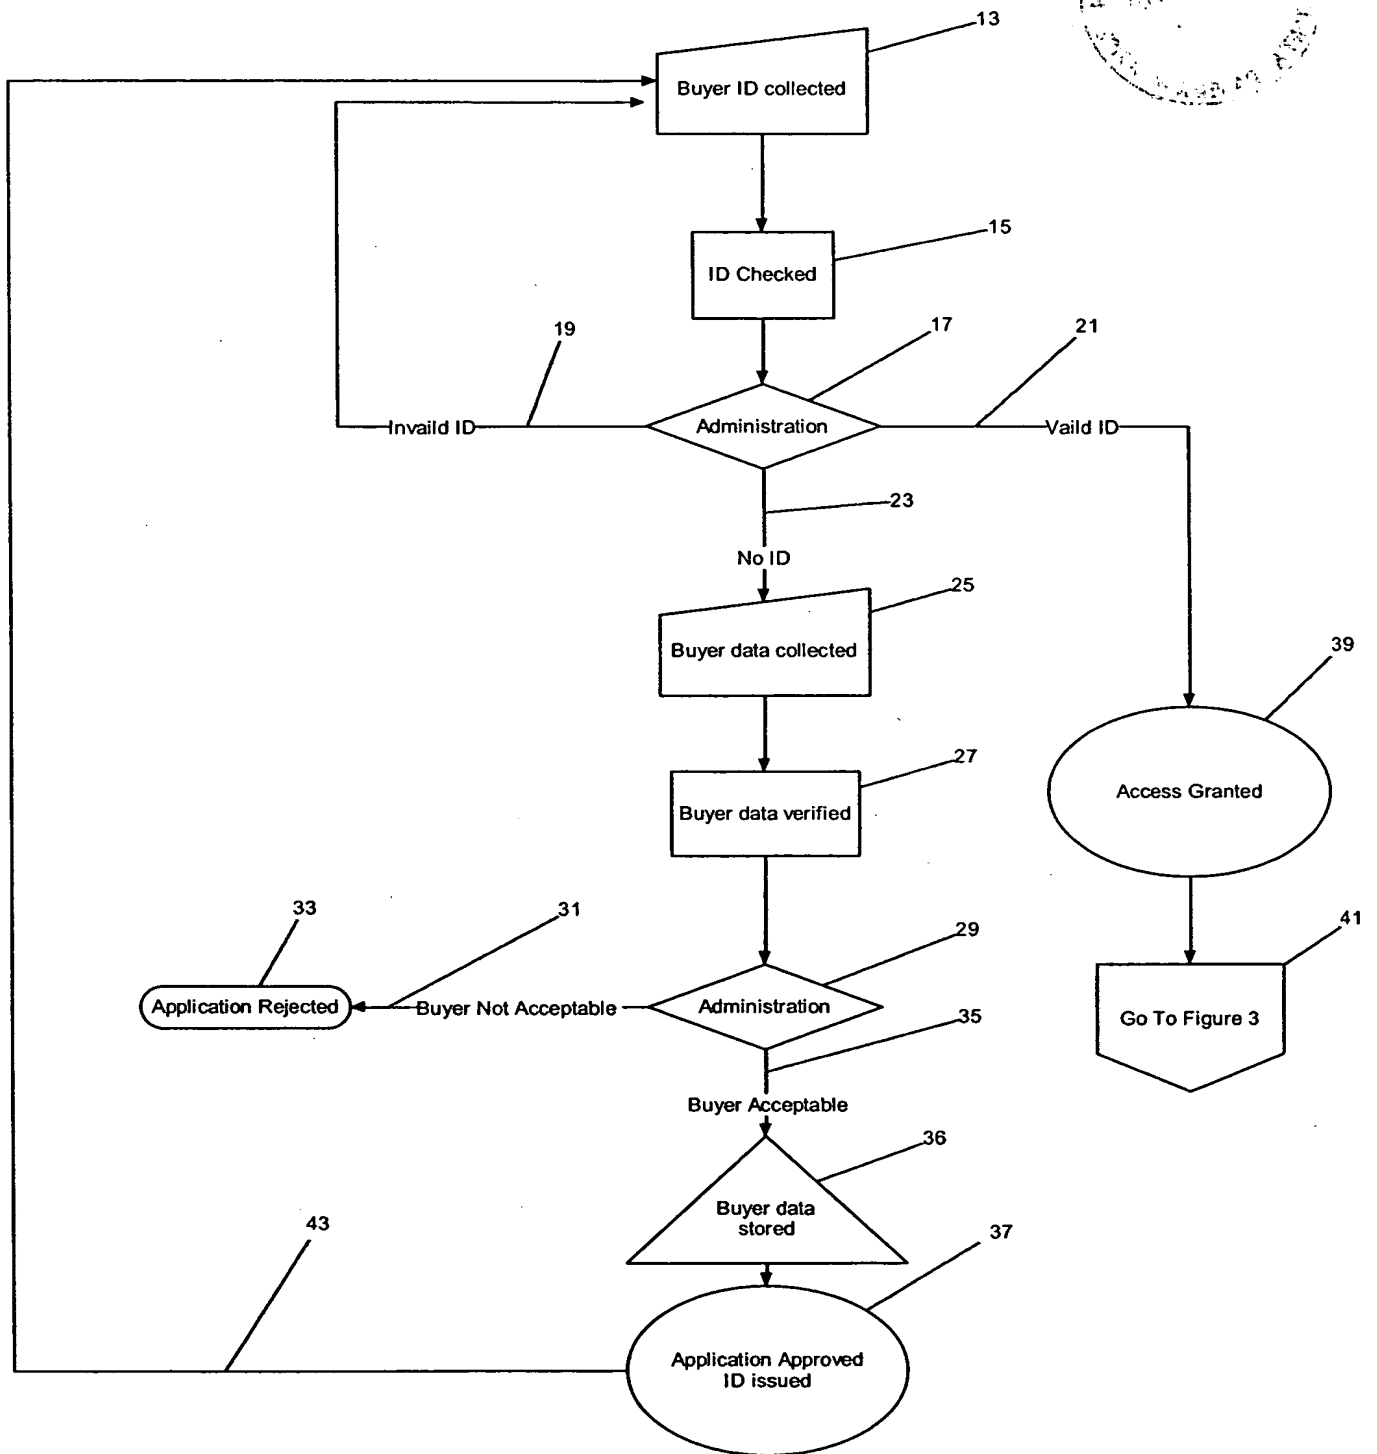 13
Buyer ID collected
15
ID Checked
19
17
21
Invaild ID
Administration
Vaild ID
23
No ID
25
Buyer data collected
39
27
Access Granted
Buyer data verified
33
31
41
29
Application Rejected
Buyer Not Acceptable
Administration
Go To Figure 3
35
Buyer Acceptable
36
Buyer data
stored
43
37
Application Approved
ID issued